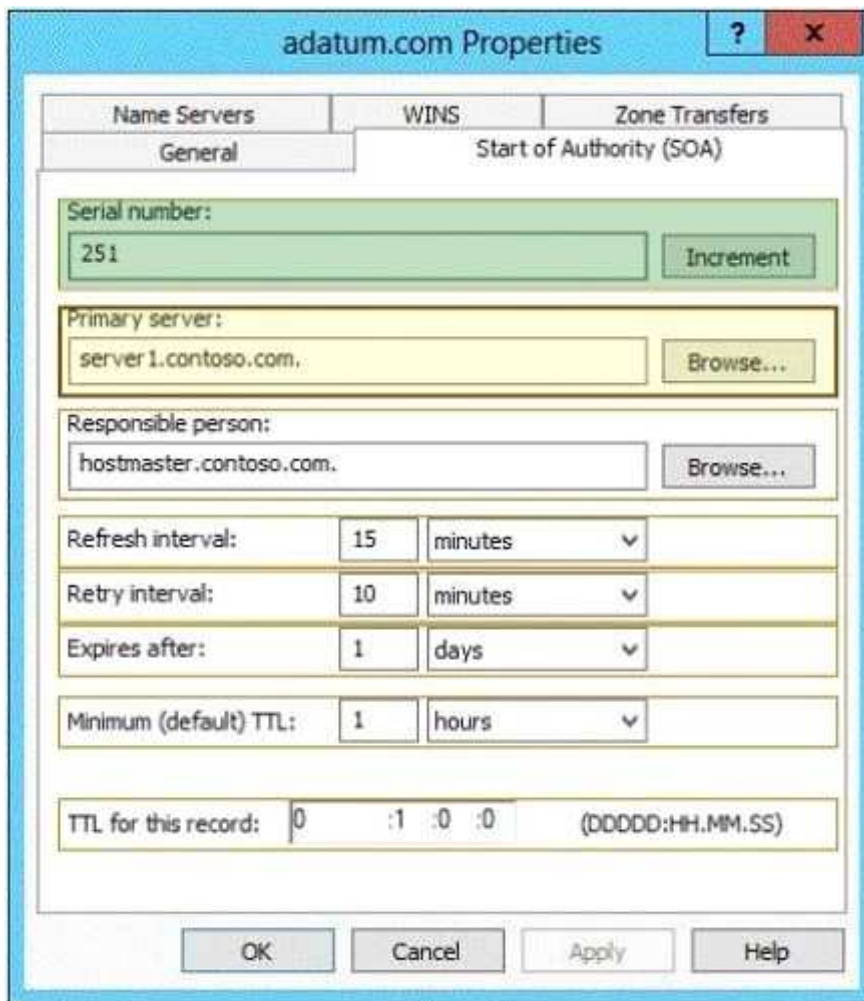 adatum.com Properties ? x
Name Servers WINS Zone Transfers
General Start of Authority (SOA)
Serial number:
251 Increment
Primary server:
server1.contoso.com. Browse...
Responsible person:
hostmaster.contoso.com. Browse...
Refresh interval: 15 minutes
Retry interval: 10 minutes
Expires after: 1 days
Minimum (default) TTL: 1 hours
TTL for this record: 0 :1 :0 :0 (DDDDD:HH.MM.SS)
OK Cancel Apply Help